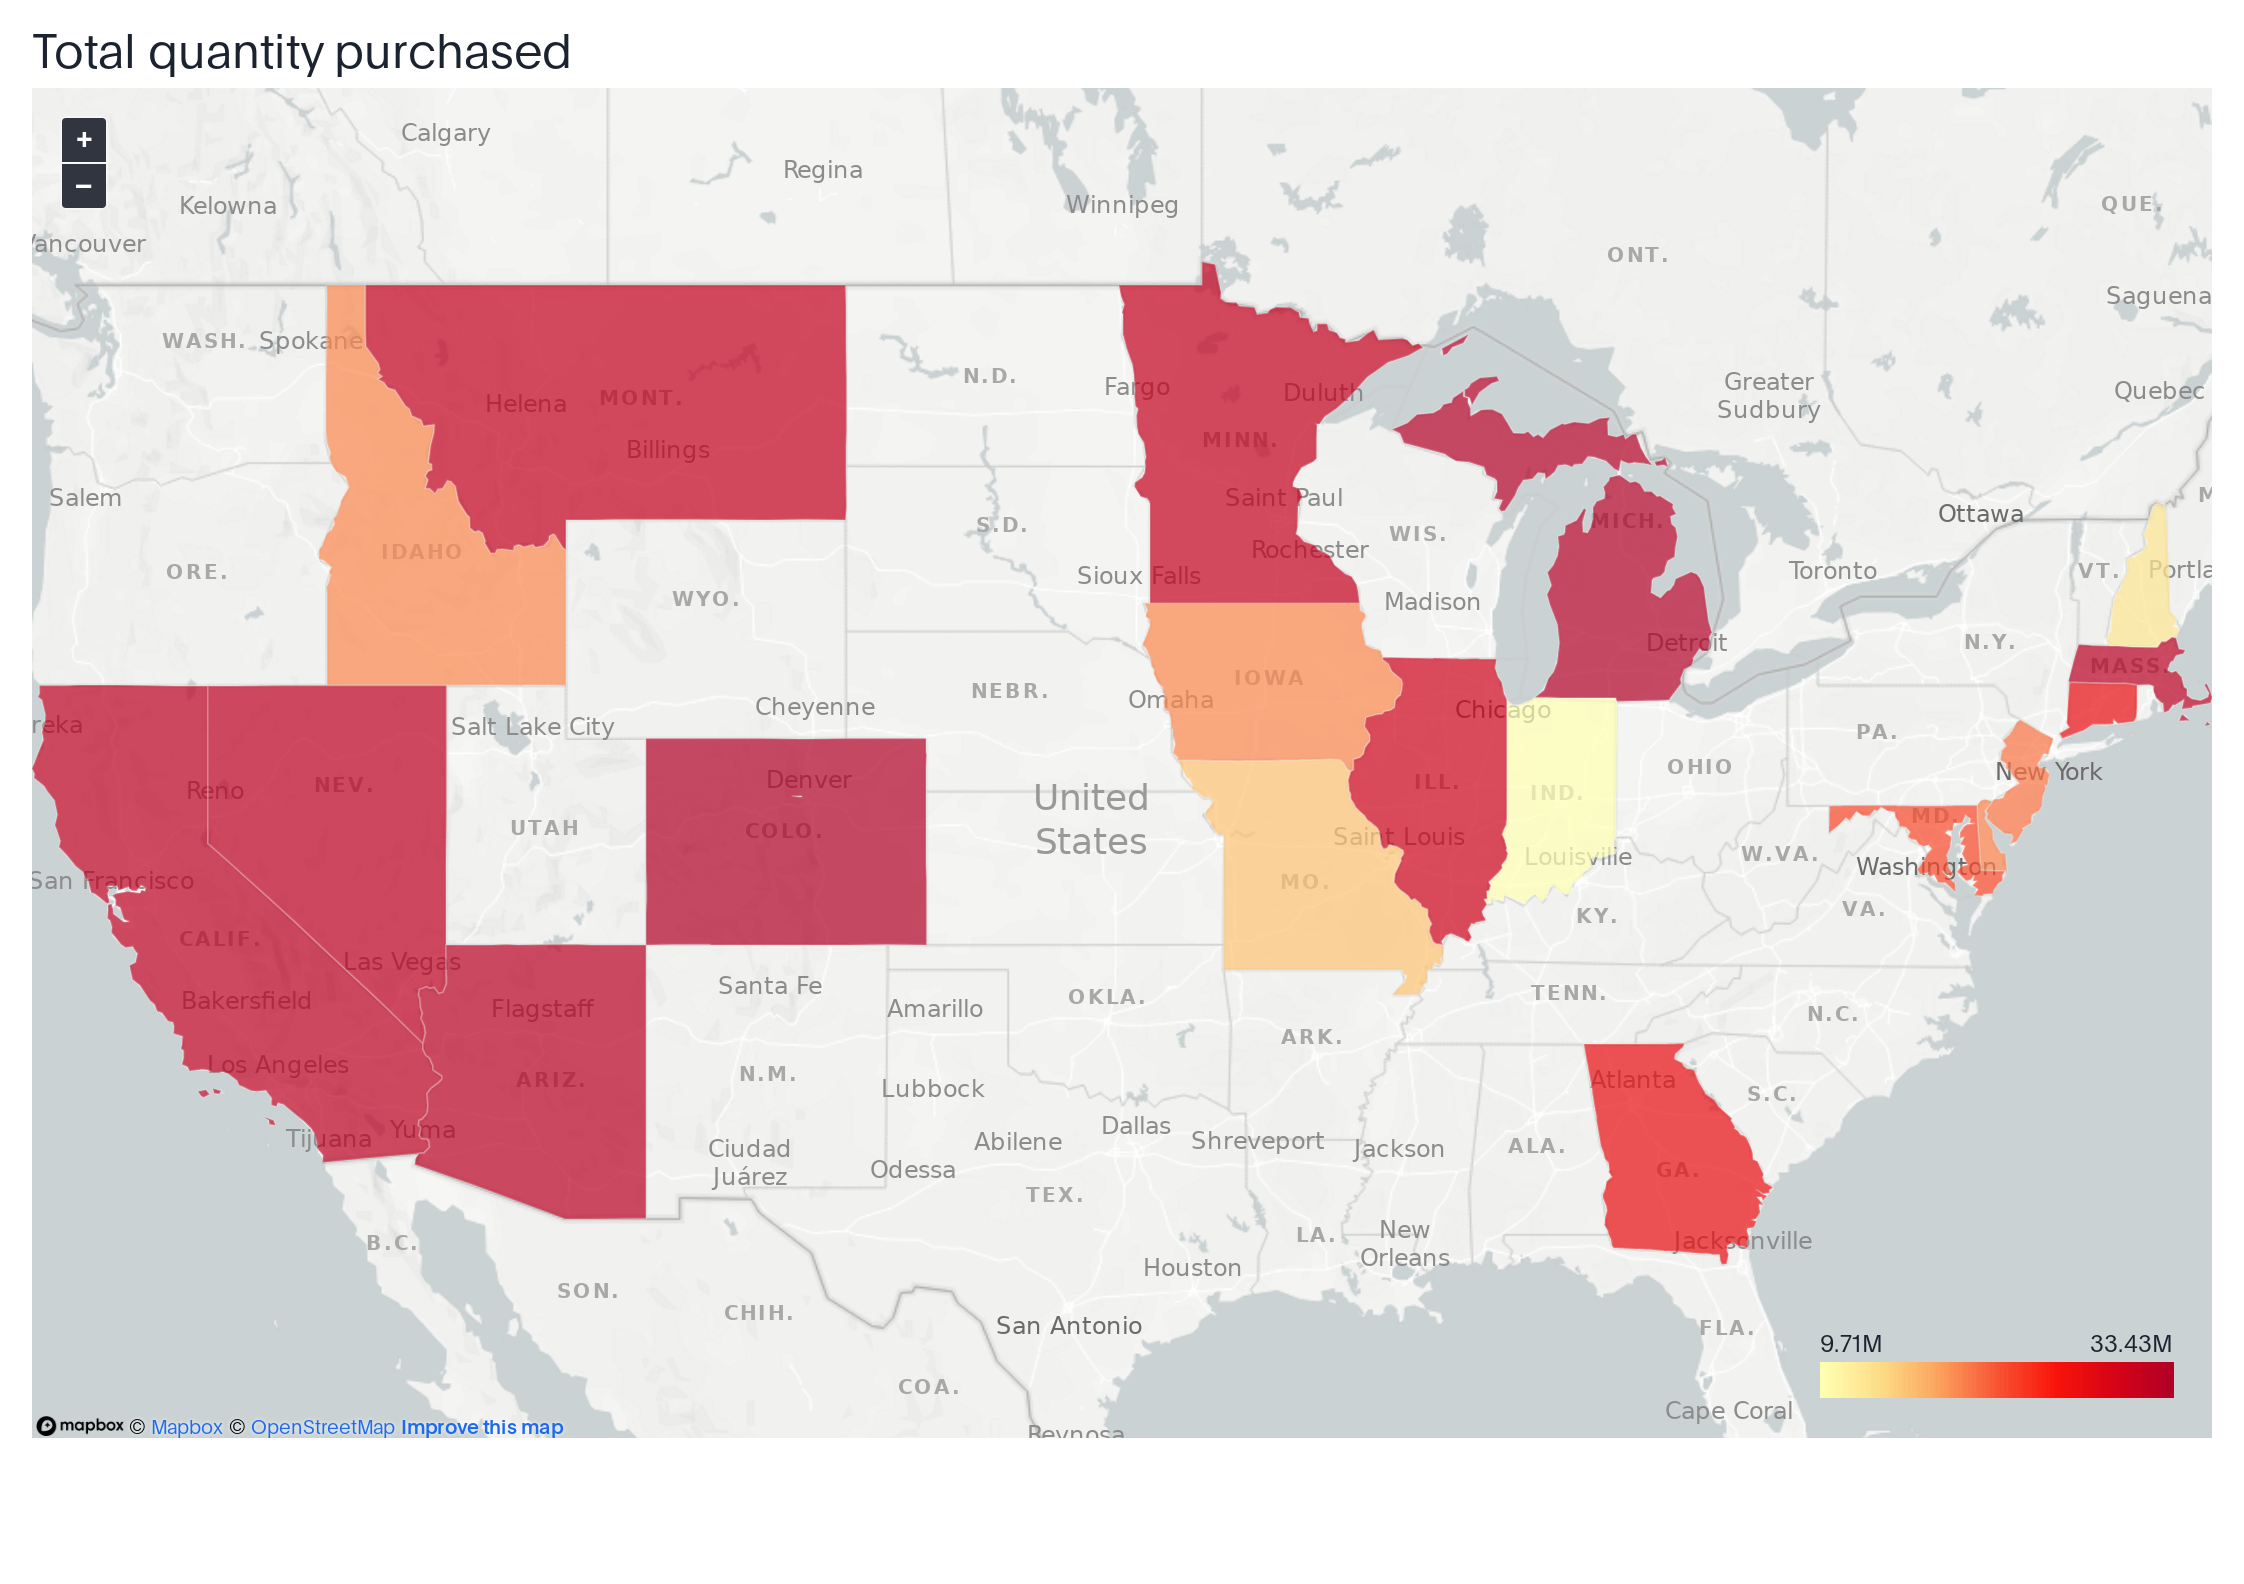 Total quantity purchased
+
−
Calgary
Regina
Kelowna
Winnipeg
QUE.
ancouver
ONT.
Saguena
WASH.
Spokane
N.D.
Fargo
Duluth
Greater
Sudbury
Quebec
Helena
MONT.
Billings
MINN.
Salem
Saint Paul
MICH.
Ottawa
M
IDAHO
S.D.
WIS.
Rochester
ORE.
Sioux Falls
Toronto
VT.
Portla
WYO.
Madison
Detroit
N.Y.
MASS.
IOWA
NEBR.
Omaha
Cheyenne
Chicago
reka
Salt Lake City
PA.
OHIO
New York
Reno
NEV.
Denver
United
States
ILL.
IND.
MD.
UTAH
COLO.
Saint Louis
Louisville
W.VA.
Washington
San Francisco
MO.
KY.
VA.
CALIF.
Las Vegas
Santa Fe
OKLA.
TENN.
Bakersfield
Flagstaff
Amarillo
ARK.
N.C.
Los Angeles
ARIZ.
N.M.
Lubbock
Atlanta
S.C.
Tijuana
Yuma
Ciudad
Juárez
Abilene
Dallas
Shreveport
Jackson
ALA.
GA.
Odessa
TEX.
B.C.
LA.
New
Orleans
Jacksonville
SON.
CHIH.
Houston
San Antonio
FLA.
9.71M
33.43M
COA.
Cape Coral
Reynosa
mapbox © Mapbox © OpenStreetMap Improve this map